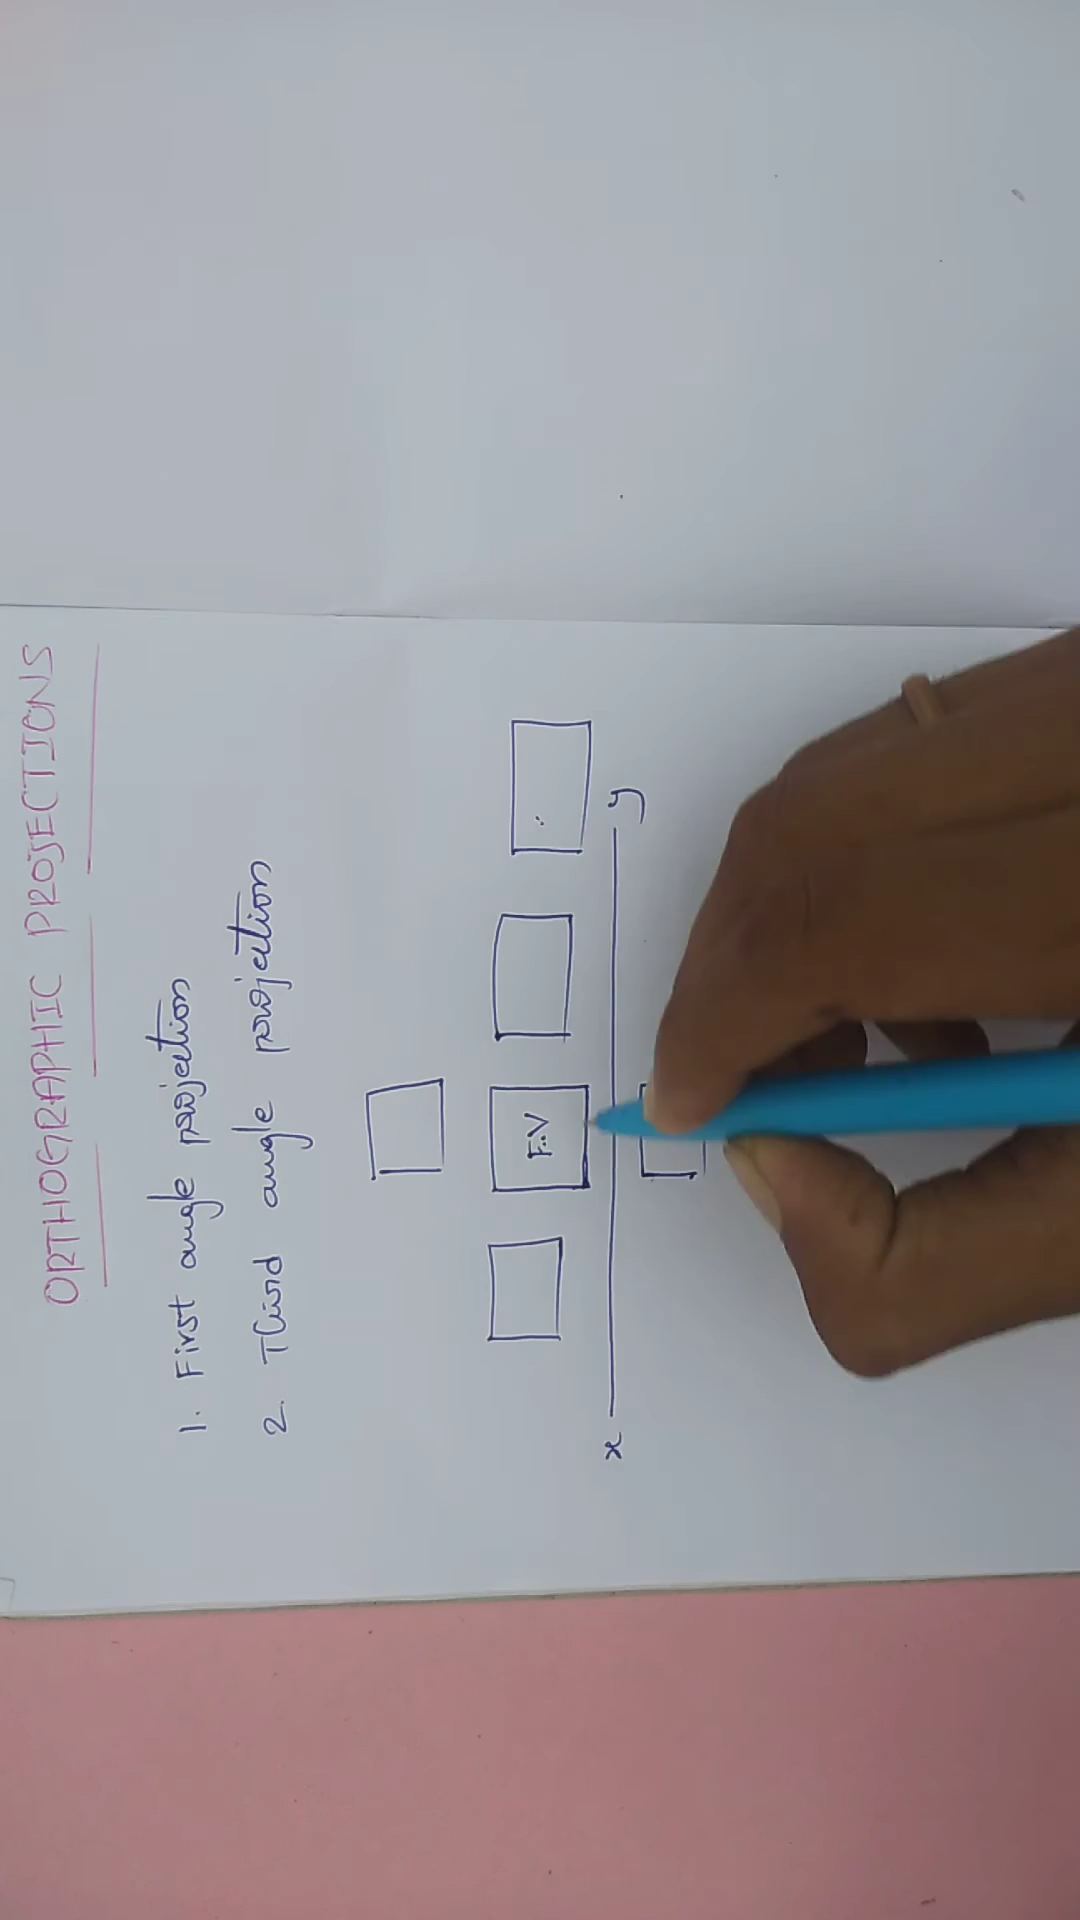 ORTHOGRAPHIC PROJECTIONS
1. First angle projection
2. Third angle projection
F.V
x y